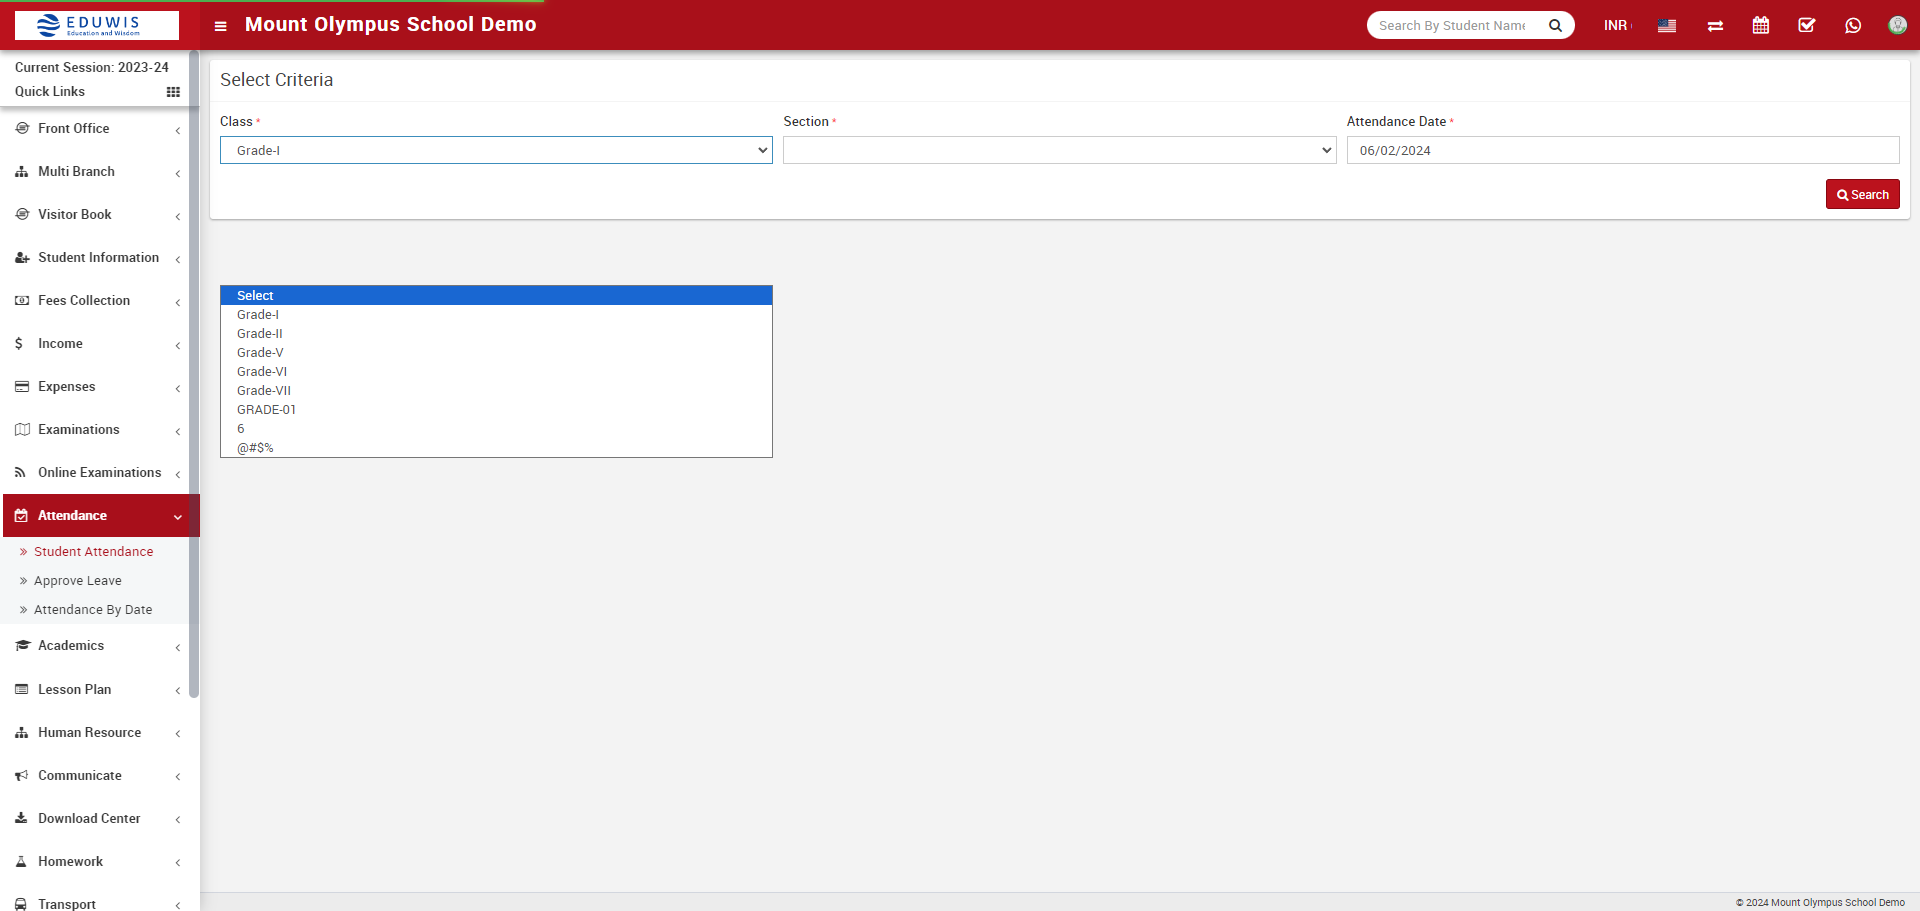 EDUWIS
Education and Wisdom
Mount Olympus School Demo
Search By Student Name
INR
Current Session: 2023-24
Quick Links
Front Office
Multi Branch
Visitor Book
Student Information
Fees Collection
Income
Expenses
Examinations
Online Examinations
Attendance
Student Attendance
Approve Leave
Attendance By Date
Academics
Lesson Plan
Human Resource
Communicate
Download Center
Homework
Transport
Select Criteria
Class *
Grade-I
Section *
Attendance Date *
06/02/2024
Search
Select
Grade-I
Grade-II
Grade-V
Grade-VI
Grade-VII
GRADE-01
6
@#$%
© 2024 Mount Olympus School Demo